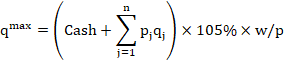 q^max = (Cash + ∑_{j=1}^{n} p_j q_j) × 105% × w/p